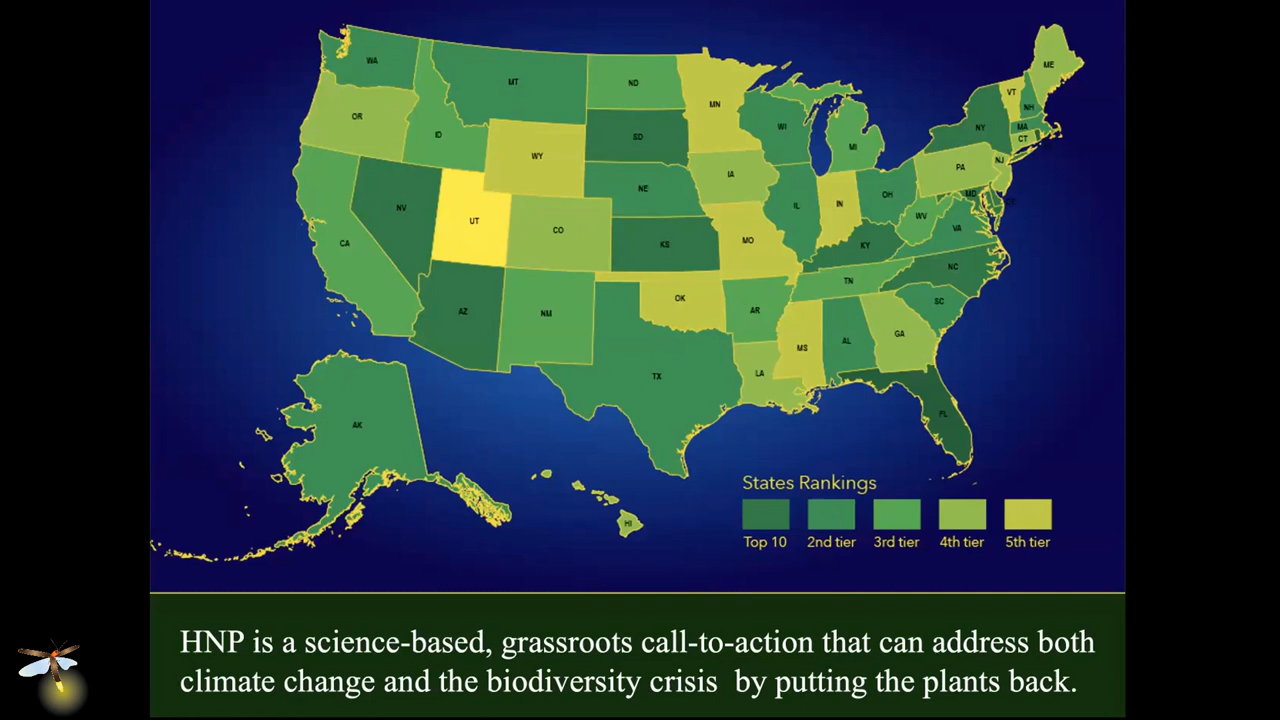 WA
MT
ND
MN
ME
VT
NH
OR
ID
SD
WI
MI
NY
MA
CT
WY
IA
PA
NJ
NE
NV
UT
CO
IL
IN
OH
MD
DE
WV
VA
CA
KS
MO
KY
NC
TN
AZ
NM
OK
AR
SC
TX
LA
MS
AL
GA
FL
AK
HI
States Rankings
Top 10 2nd tier 3rd tier 4th tier 5th tier
HNP is a science-based, grassroots call-to-action that can address both
climate change and the biodiversity crisis by putting the plants back.